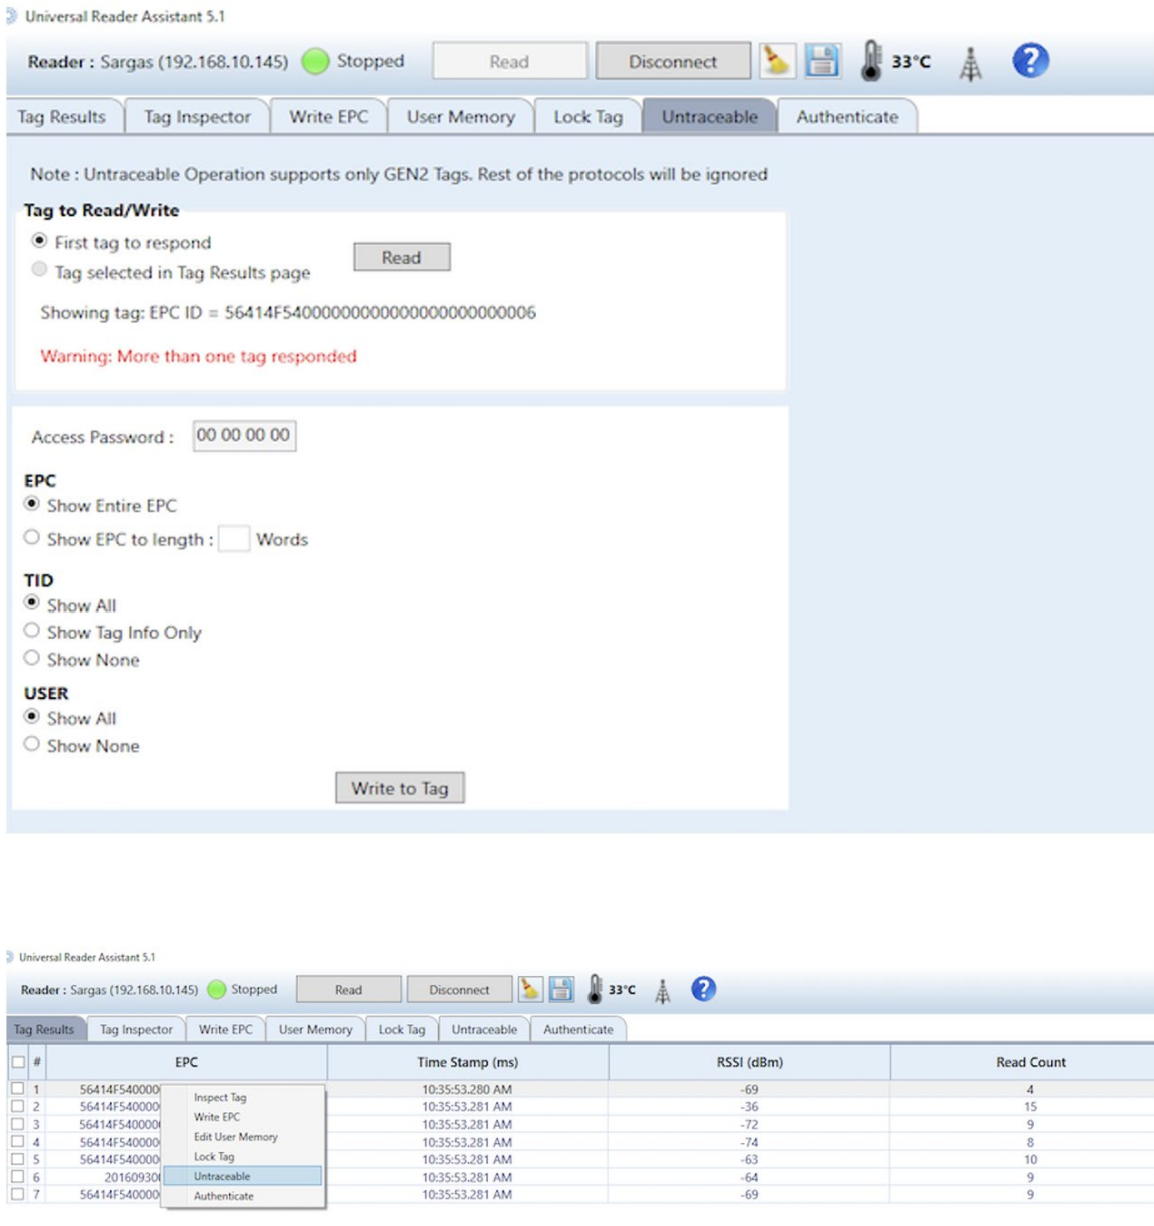 Universal Reader Assistant 5.1
Reader : Sargas (192.168.10.145) Stopped Read Disconnect 33°C ?
Tag Results Tag Inspector Write EPC User Memory Lock Tag Untraceable Authenticate
Note : Untraceable Operation supports only GEN2 Tags. Rest of the protocols will be ignored
Tag to Read/Write
First tag to respond
Read
Tag selected in Tag Results page
Showing tag: EPC ID = 56414F540000000000000000000000006
Warning: More than one tag responded
Access Password : 00 00 00 00
EPC
Show Entire EPC
Show EPC to length : Words
TID
Show All
Show Tag Info Only
Show None
USER
Show All
Show None
Write to Tag
Universal Reader Assistant 5.1
Reader : Sargas (192.168.10.145) Stopped Read Disconnect 33°C ?
Tag Results Tag Inspector Write EPC User Memory Lock Tag Untraceable Authenticate
# EPC Time Stamp (ms) RSSI (dBm) Read Count
1 56414F540000 10:35:53.280 AM -69 4
2 56414F540000 10:35:53.281 AM -36 15
3 56414F540000 10:35:53.281 AM -72 9
4 56414F540000 10:35:53.281 AM -74 8
5 56414F540000 10:35:53.281 AM -63 10
6 20160930 10:35:53.281 AM -64 9
7 56414F540000 10:35:53.281 AM -69 9
Inspect Tag
Write EPC
Edit User Memory
Lock Tag
Untraceable
Authenticate